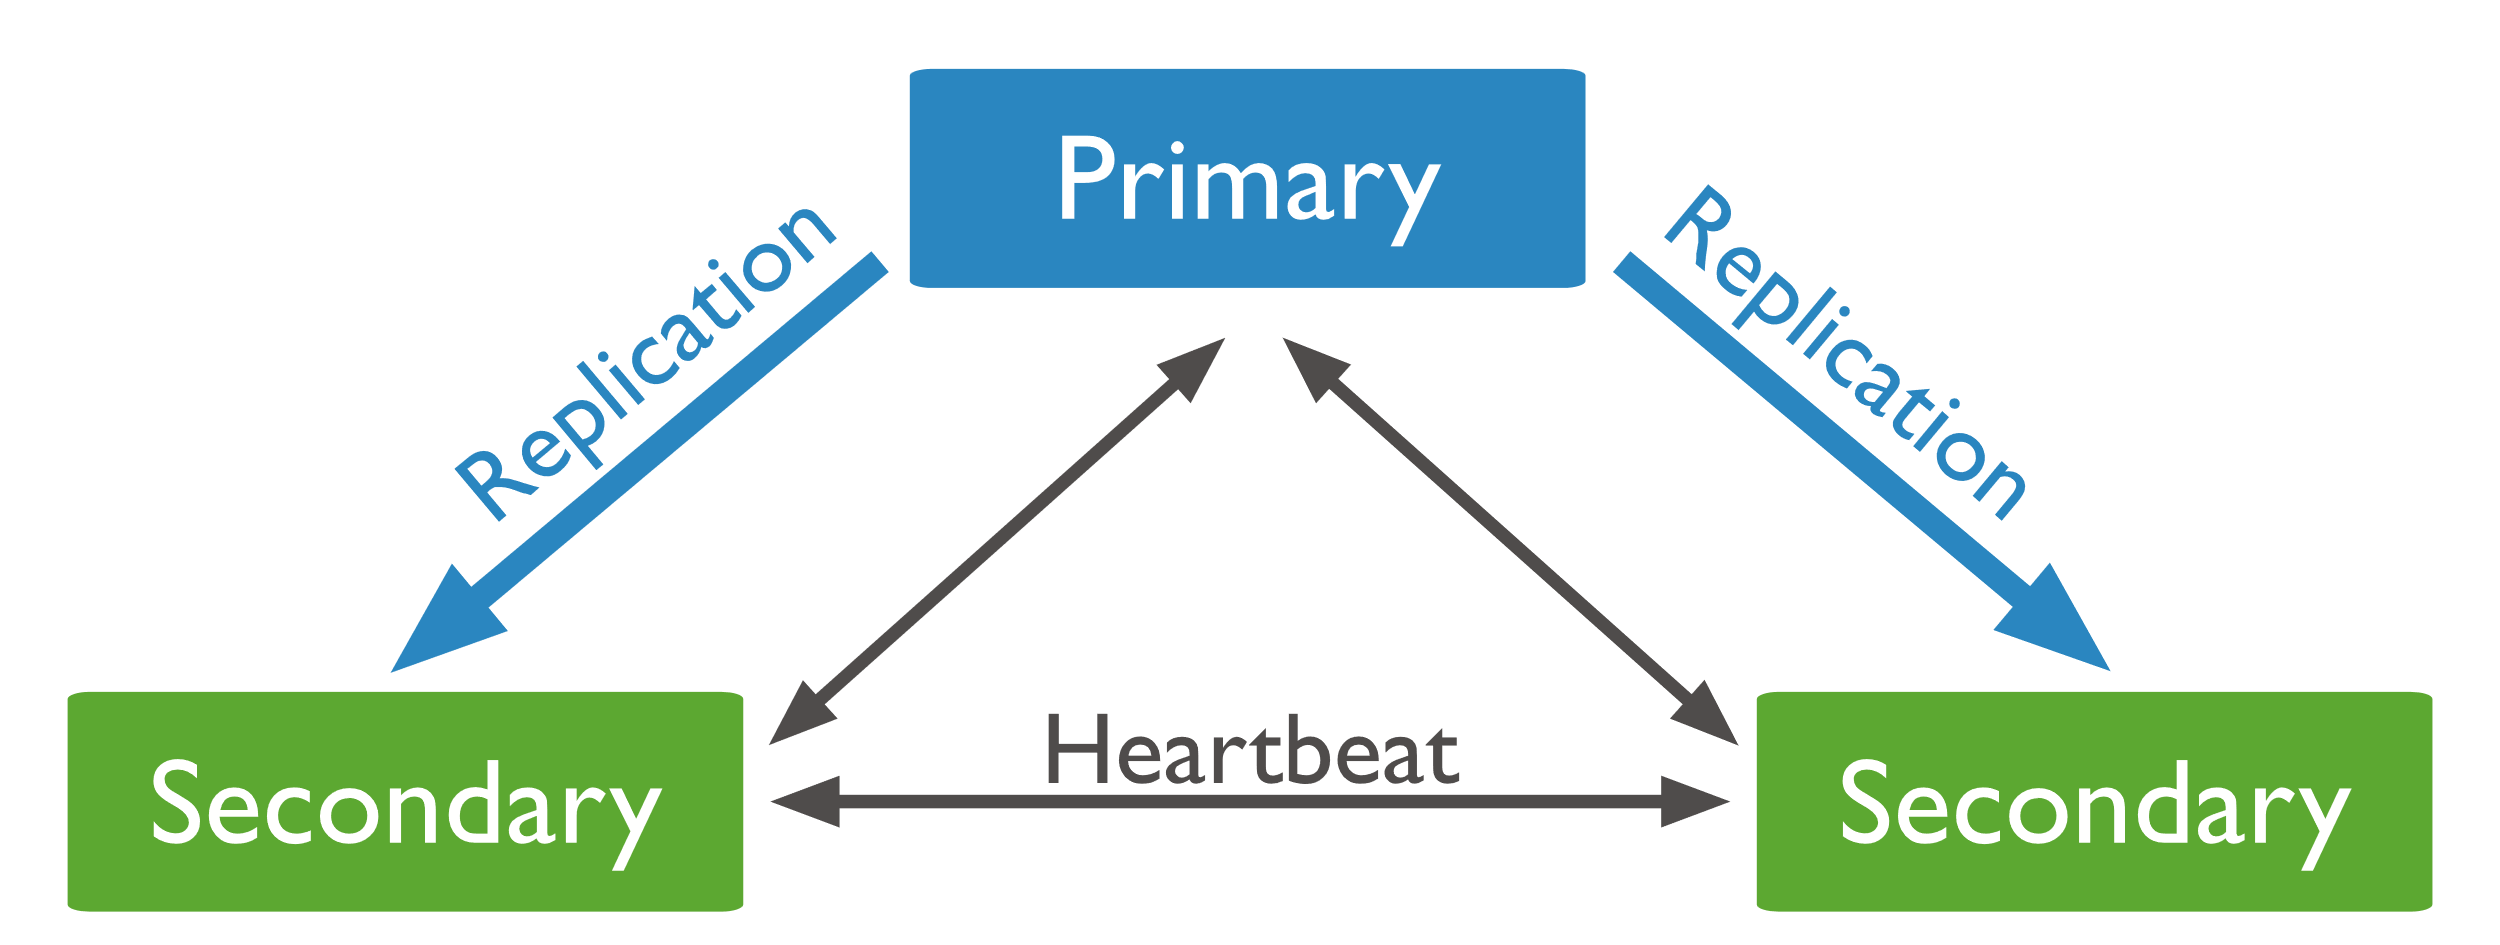 Primary
Replication
Replication
Heartbeat
Secondary
Secondary